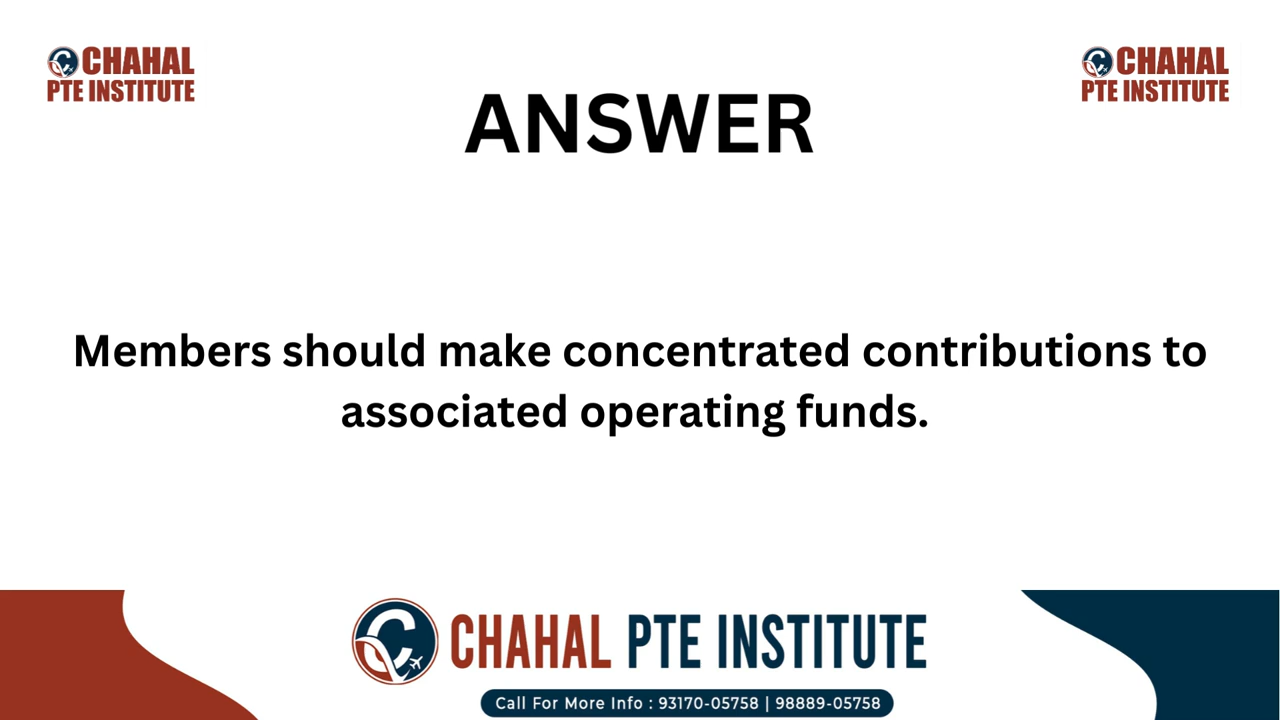 CHAHAL
PTE INSTITUTE
CHAHAL
PTE INSTITUTE
ANSWER
Members should make concentrated contributions to
associated operating funds.
CHAHAL PTE INSTITUTE
Call For More Info : 93170-05758 | 98889-05758